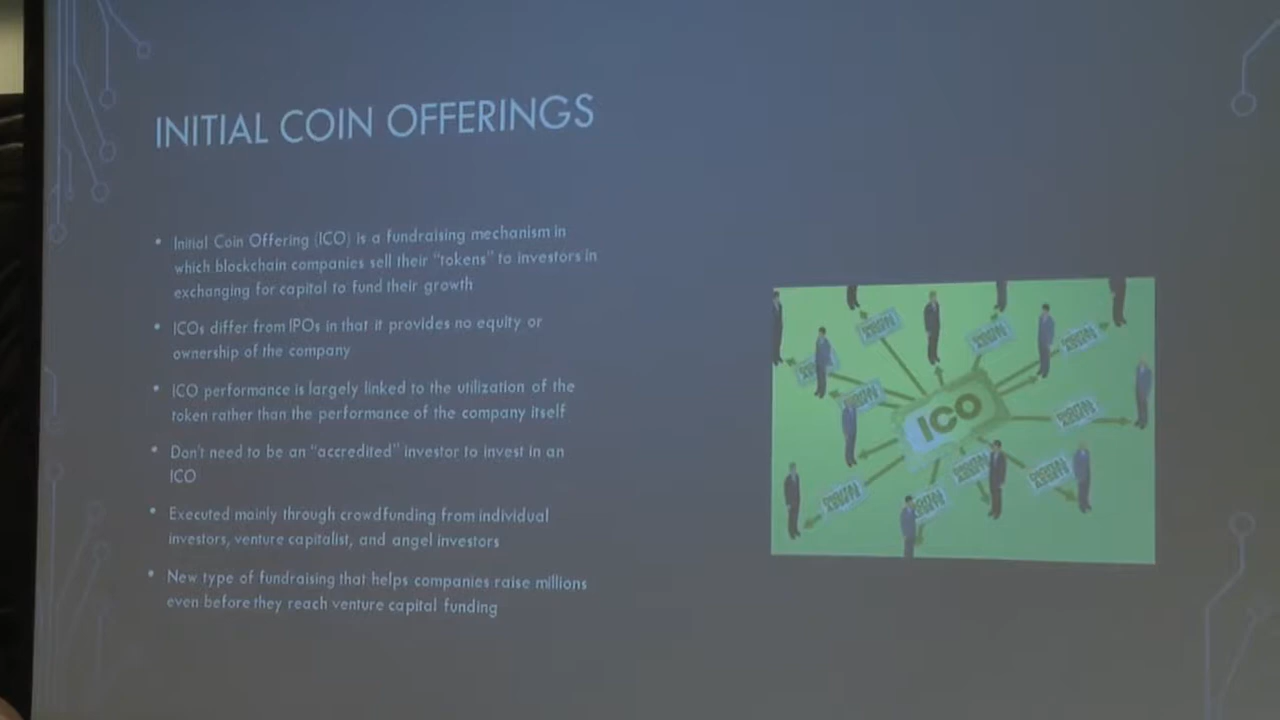 INITIAL COIN OFFERINGS
• Initial Coin Offering (ICO) is a fundraising mechanism in
which blockchain companies sell their "tokens" to investors in
exchanging for capital to fund their growth
• ICOs differ from IPOs in that it provides no equity or
ownership of the company
• ICO performance is largely linked to the utilization of the
token rather than the performance of the company itself
• Don't need to be an "accredited" investor to invest in an
ICO
• Executed mainly through crowdfunding from individual
investors, venture capitalist, and angel investors
• New type of fundraising that helps companies raise millions
even before they reach venture capital funding
ICO